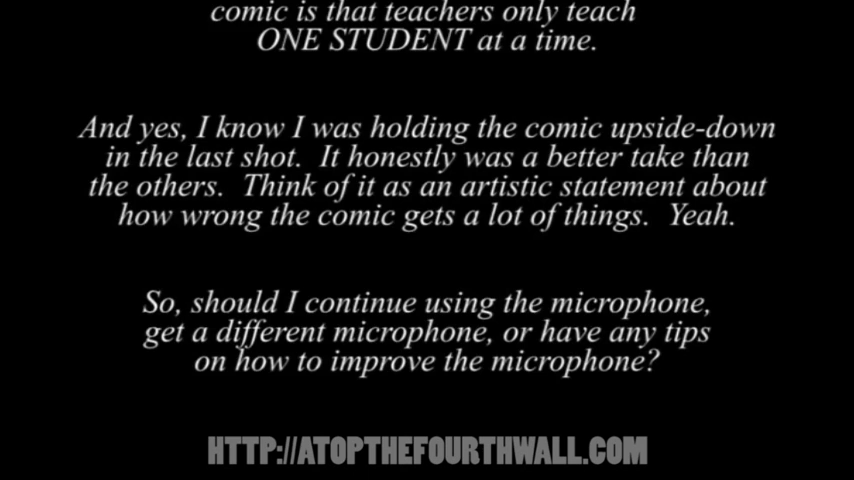 comic is that teachers only teach
ONE STUDENT at a time.
And yes, I know I was holding the comic upside-down
in the last shot. It honestly was a better take than
the others. Think of it as an artistic statement about
how wrong the comic gets a lot of things. Yeah.
So, should I continue using the microphone,
get a different microphone, or have any tips
on how to improve the microphone?
HTTP://ATOPTHEFOURTHWALL.COM